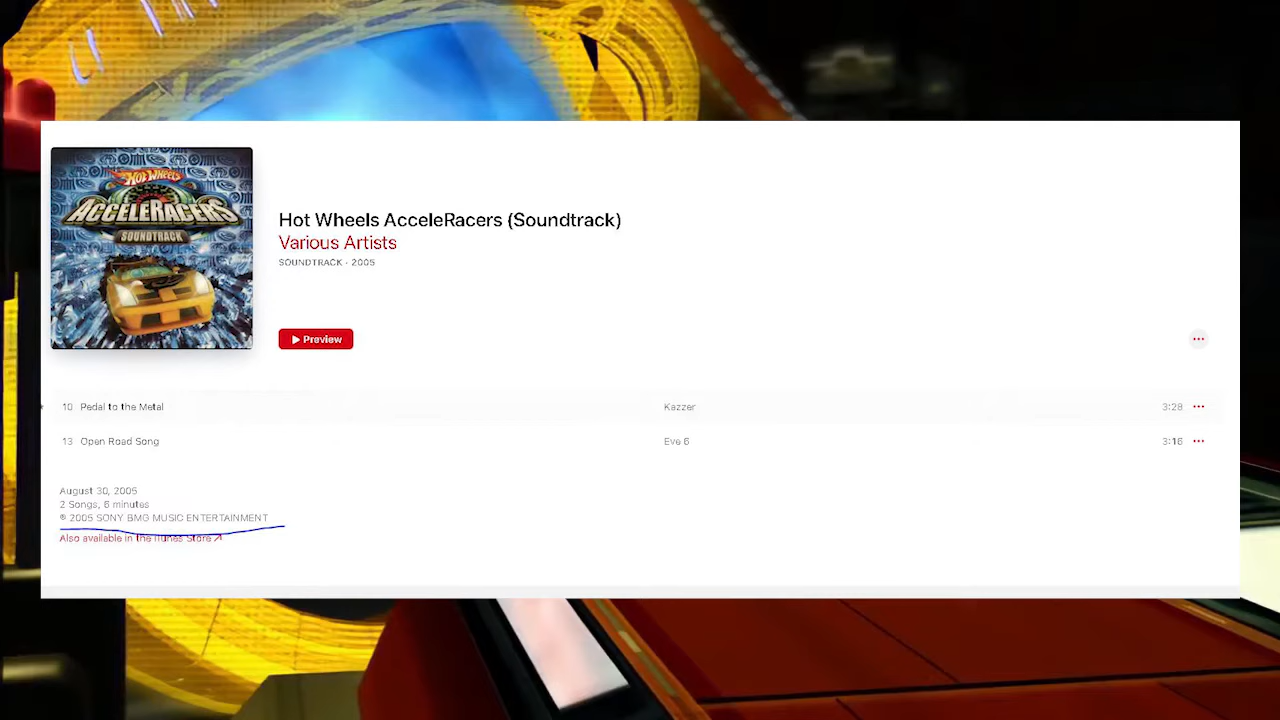 HOT WHEELS
ACCELERACERS
SOUNDTRACK
Hot Wheels AcceleRacers (Soundtrack)
Various Artists
SOUNDTRACK · 2005
Preview
10 Pedal to the Metal Kazzer 3:28
13 Open Road Song Eve 6 3:16
August 30, 2005
2 Songs, 6 minutes
℗ 2005 SONY BMG MUSIC ENTERTAINMENT
Also available in the iTunes Store ↗